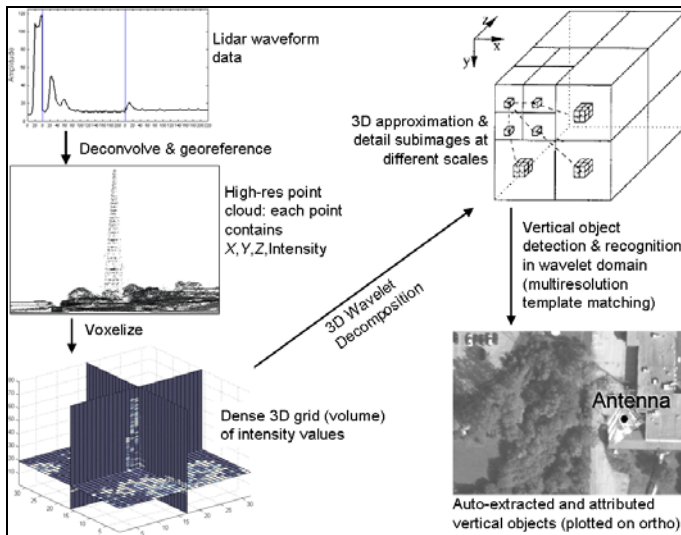 Amplitude
Lidar waveform
data
Deconvolve & georeference
High-res point
cloud: each point
contains
X,Y,Z,Intensity
Voxelize
Dense 3D grid (volume)
of intensity values
3D Wavelet
Decomposition
z
x
y
3D approximation &
detail subimages at
different scales
Vertical object
detection & recognition
in wavelet domain
(multiresolution
template matching)
Antenna
Auto-extracted and attributed
vertical objects (plotted on ortho)